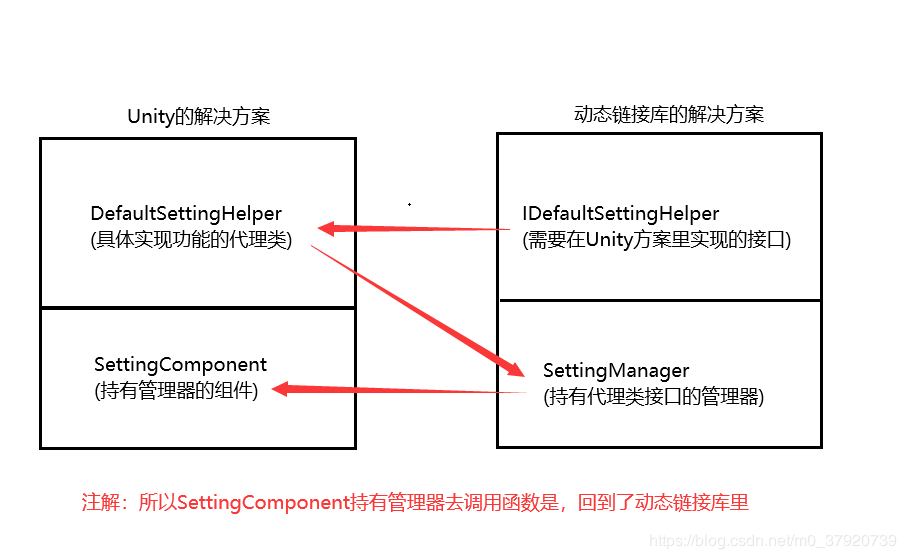 Unity的解决方案
动态链接库的解决方案
DefaultSettingHelper
(具体实现功能的代理类)
IDefaultSettingHelper
(需要在Unity方案里实现的接口)
SettingComponent
(持有管理器的组件)
SettingManager
(持有代理类接口的管理器)
注解：所以SettingComponent持有管理器去调用函数是，回到了动态链接库里
https://blog.csdn.net/m0_37920739